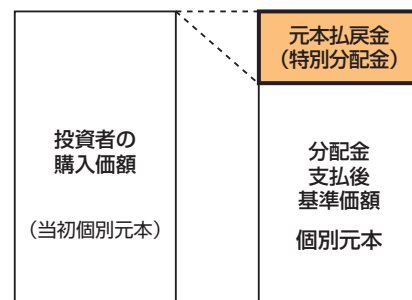 投資者の
購入価額
（当初個別元本）
元本払戻金
（特別分配金）
分配金
支払後
基準価額
個別元本